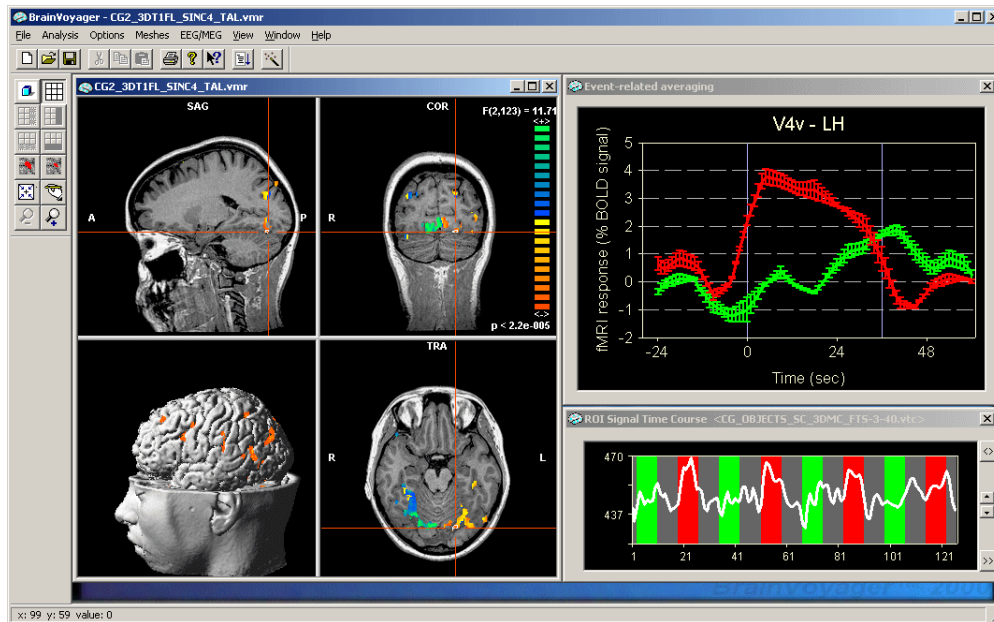 BrainVoyager - CG2_3DT1FL_SINC4_TAL.vmr
File Analysis Options Meshes EEG/MEG View Window Help
CG2_3DT1FL_SINC4_TAL.vmr
SAG
A
P
COR
R
F(2,123) = 11.71
<+>
<->
p < 2.2e-005
TRA
R
L
Event-related averaging
V4v - LH
fMRI response (% BOLD signal)
5
4
3
2
1
0
-1
-2
-24 0 24 48
Time (sec)
ROI Signal Time Course <CG_OBJECTS_SC_3DMC_FTS-3-40.vtc>
470
437
1 21 41 61 81 101 121
BrainVoyager
x: 99 y: 59 value: 0